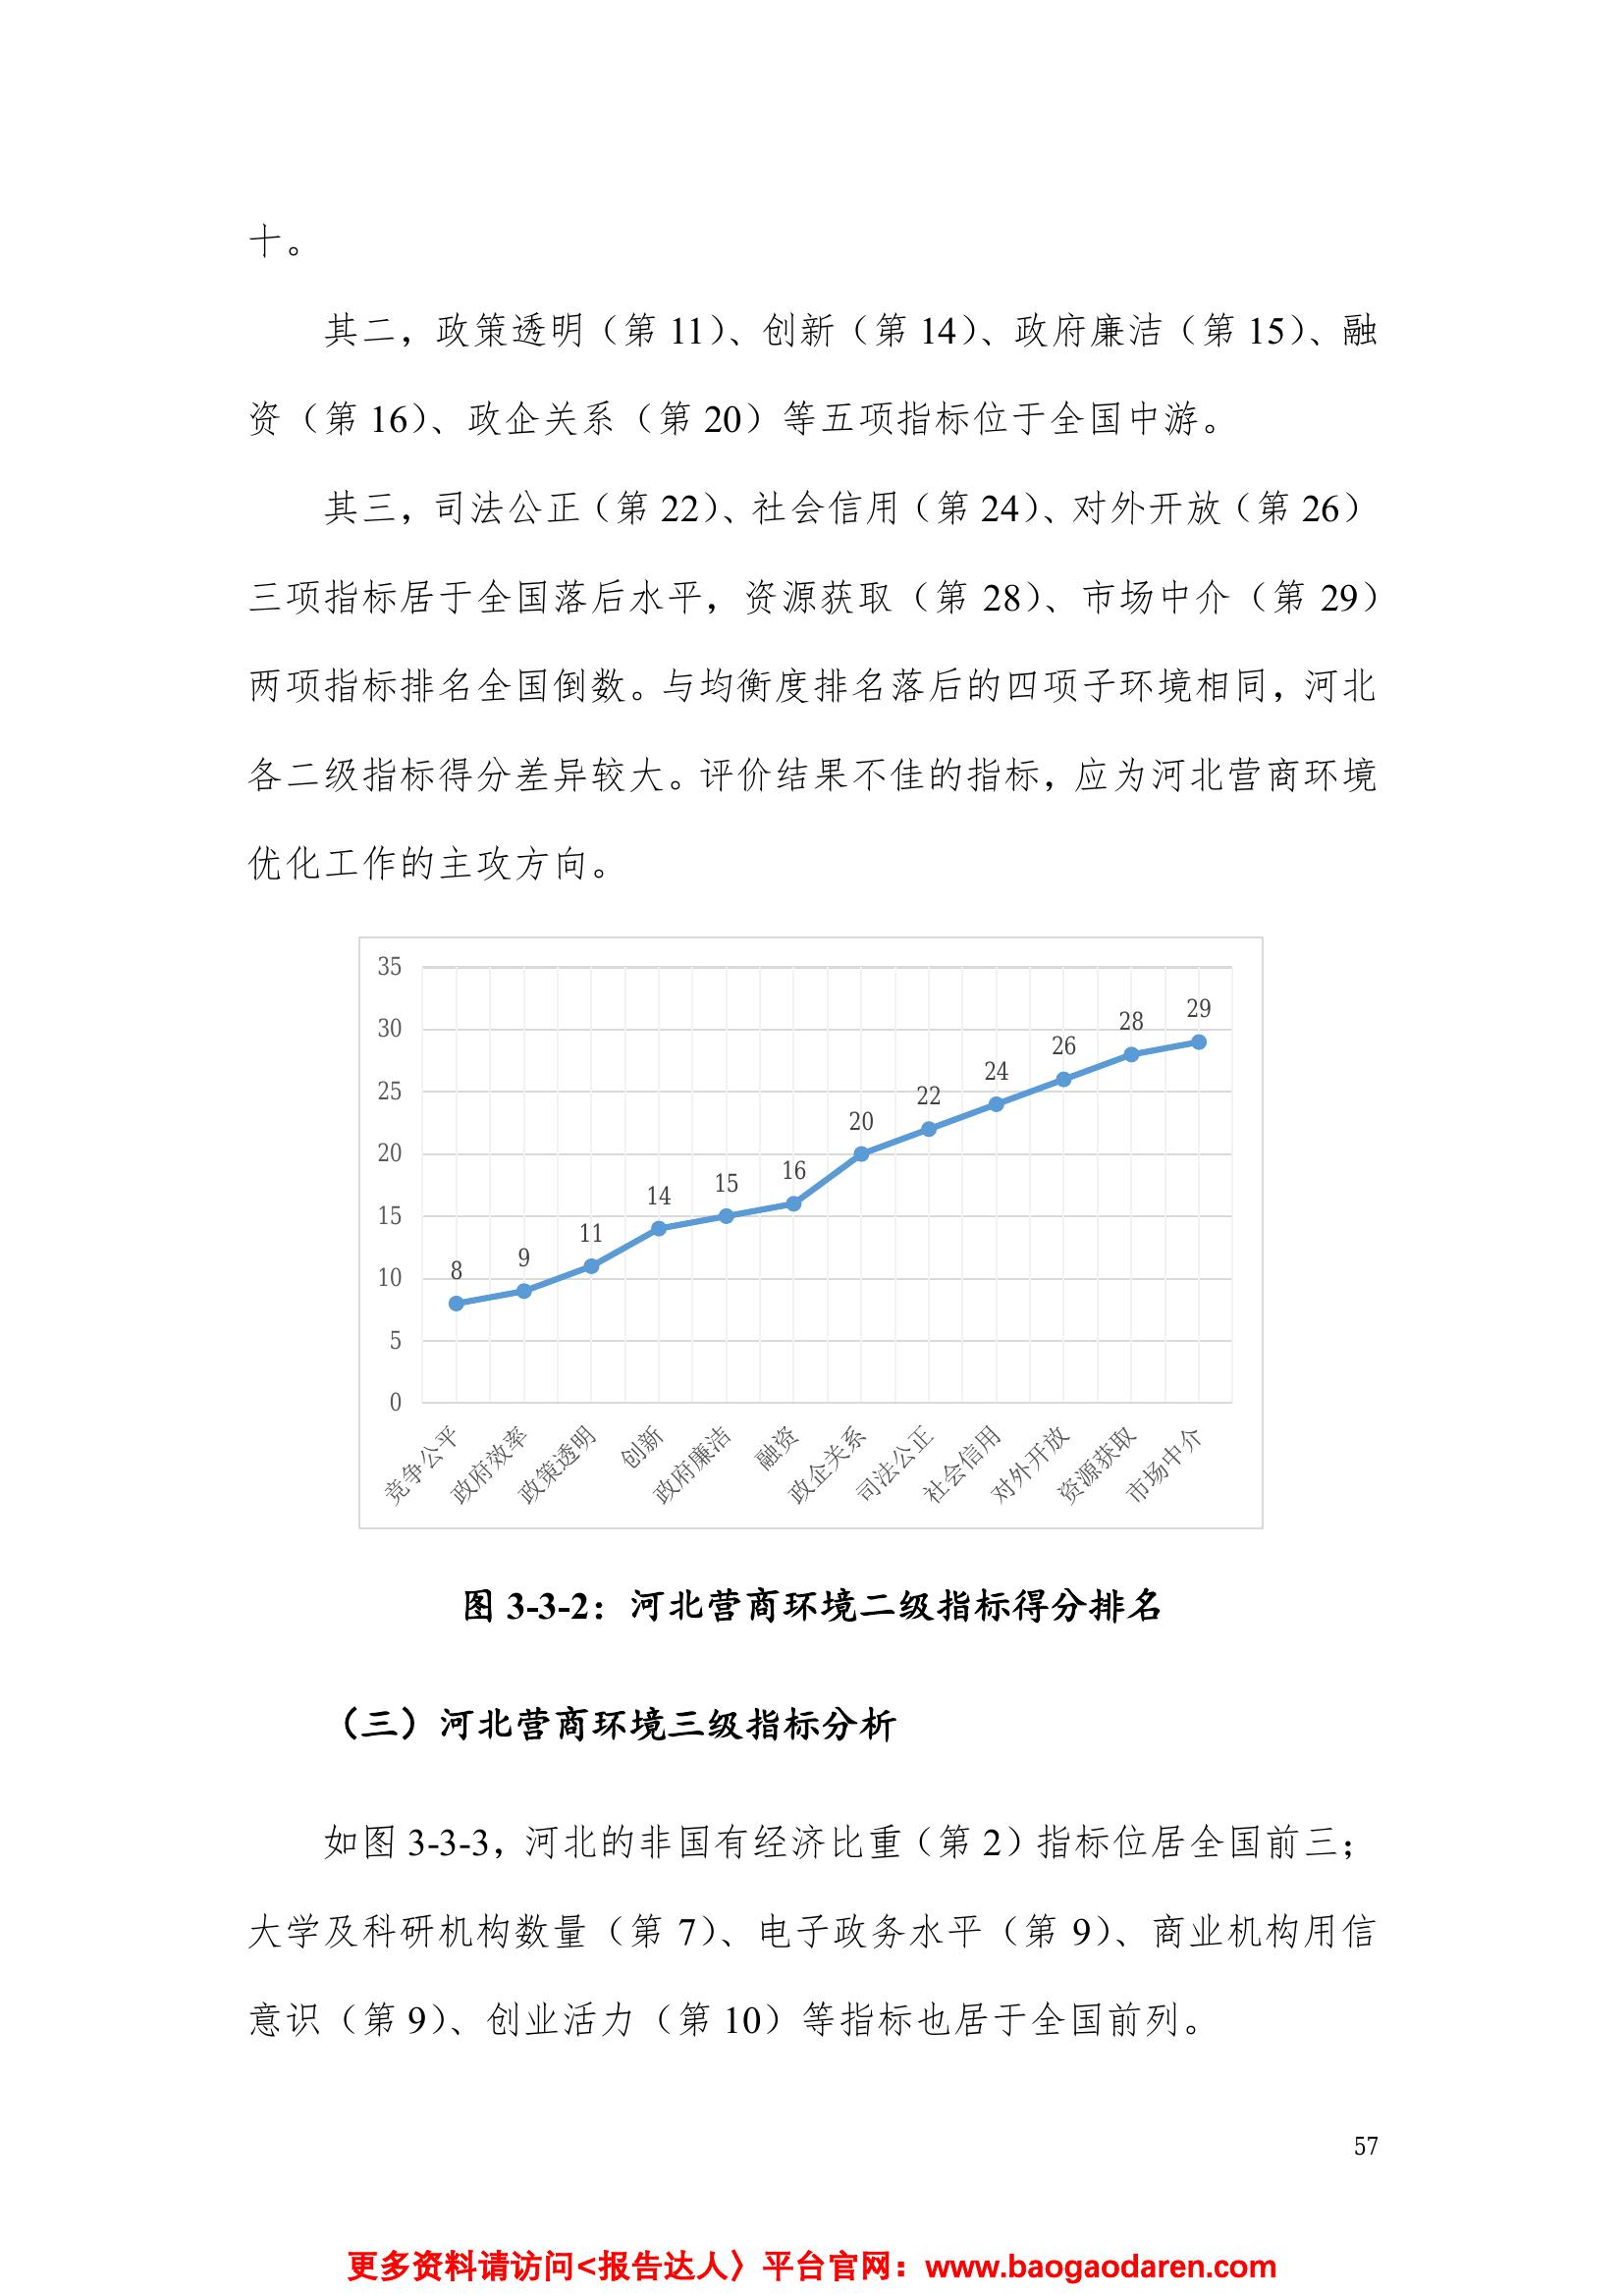 十。
其二，政策透明（第 11）、创新（第 14）、政府廉洁（第 15）、融
资（第 16）、政企关系（第 20）等五项指标位于全国中游。
其三，司法公正（第 22）、社会信用（第 24）、对外开放（第 26）
三项指标居于全国落后水平，资源获取（第 28）、市场中介（第 29）
两项指标排名全国倒数。与均衡度排名落后的四项子环境相同，河北
各二级指标得分差异较大。评价结果不佳的指标，应为河北营商环境
优化工作的主攻方向。
35
30
25
20
15
10
5
0
8
9
11
14
15
16
20
22
24
26
28
29
竞争公平
政府效率
政策透明
创新
政府廉洁
融资
政企关系
司法公正
社会信用
对外开放
资源获取
市场中介
图 3-3-2：河北营商环境二级指标得分排名
（三）河北营商环境三级指标分析
如图 3-3-3，河北的非国有经济比重（第 2）指标位居全国前三；
大学及科研机构数量（第 7）、电子政务水平（第 9）、商业机构用信
意识（第 9）、创业活力（第 10）等指标也居于全国前列。
57
更多资料请访问<报告达人〉平台官网：www.baogaodaren.com